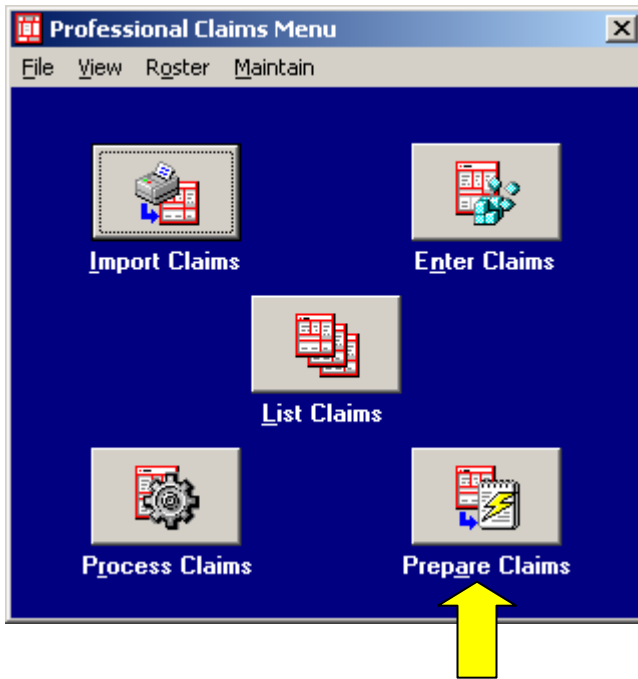 Professional Claims Menu
File View Roster Maintain
Import Claims
Enter Claims
List Claims
Process Claims
Prepare Claims